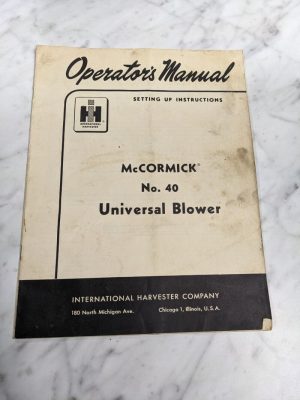 Operator's Manual
SETTING UP INSTRUCTIONS
IH
INTERNATIONAL
HARVESTER
McCORMICK®
No. 40
Universal Blower
INTERNATIONAL HARVESTER COMPANY
180 North Michigan Ave. Chicago 1, Illinois, U.S.A.